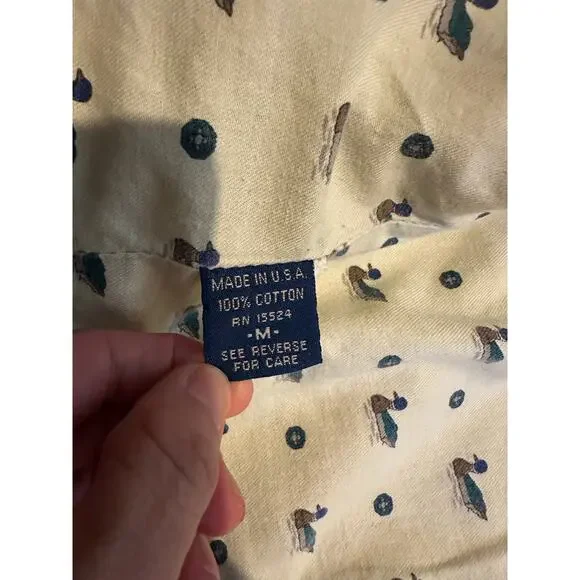 MADE IN U.S.A.
100% COTTON
RN 15524
-M-
SEE REVERSE
FOR CARE